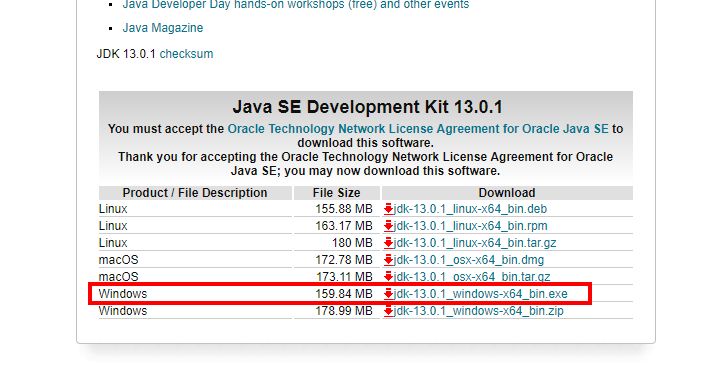 Java Developer Day hands-on workshops (free) and other events
Java Magazine
JDK 13.0.1 checksum
Java SE Development Kit 13.0.1
You must accept the Oracle Technology Network License Agreement for Oracle Java SE to
download this software.
Thank you for accepting the Oracle Technology Network License Agreement for Oracle
Java SE; you may now download this software.
Product / File Description File Size Download
Linux 155.88 MB jdk-13.0.1_linux-x64_bin.deb
Linux 163.17 MB jdk-13.0.1_linux-x64_bin.rpm
Linux 180 MB jdk-13.0.1_linux-x64_bin.tar.gz
macOS 172.78 MB jdk-13.0.1_osx-x64_bin.dmg
macOS 173.11 MB jdk-13.0.1_osx-x64_bin.tar.gz
Windows 159.84 MB jdk-13.0.1_windows-x64_bin.exe
Windows 178.99 MB jdk-13.0.1_windows-x64_bin.zip